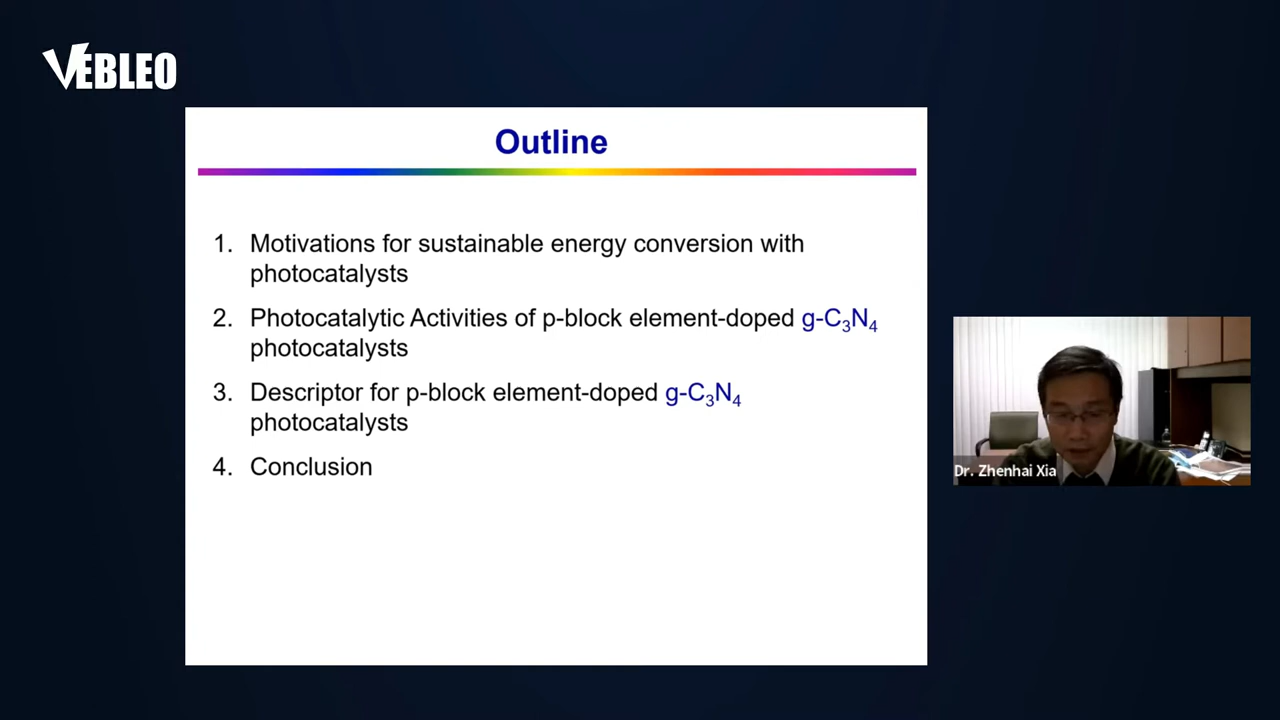 VEBLEO
Outline
1. Motivations for sustainable energy conversion with
photocatalysts
2. Photocatalytic Activities of p-block element-doped g-C₃N₄
photocatalysts
3. Descriptor for p-block element-doped g-C₃N₄
photocatalysts
4. Conclusion
Dr. Zhenhai Xia